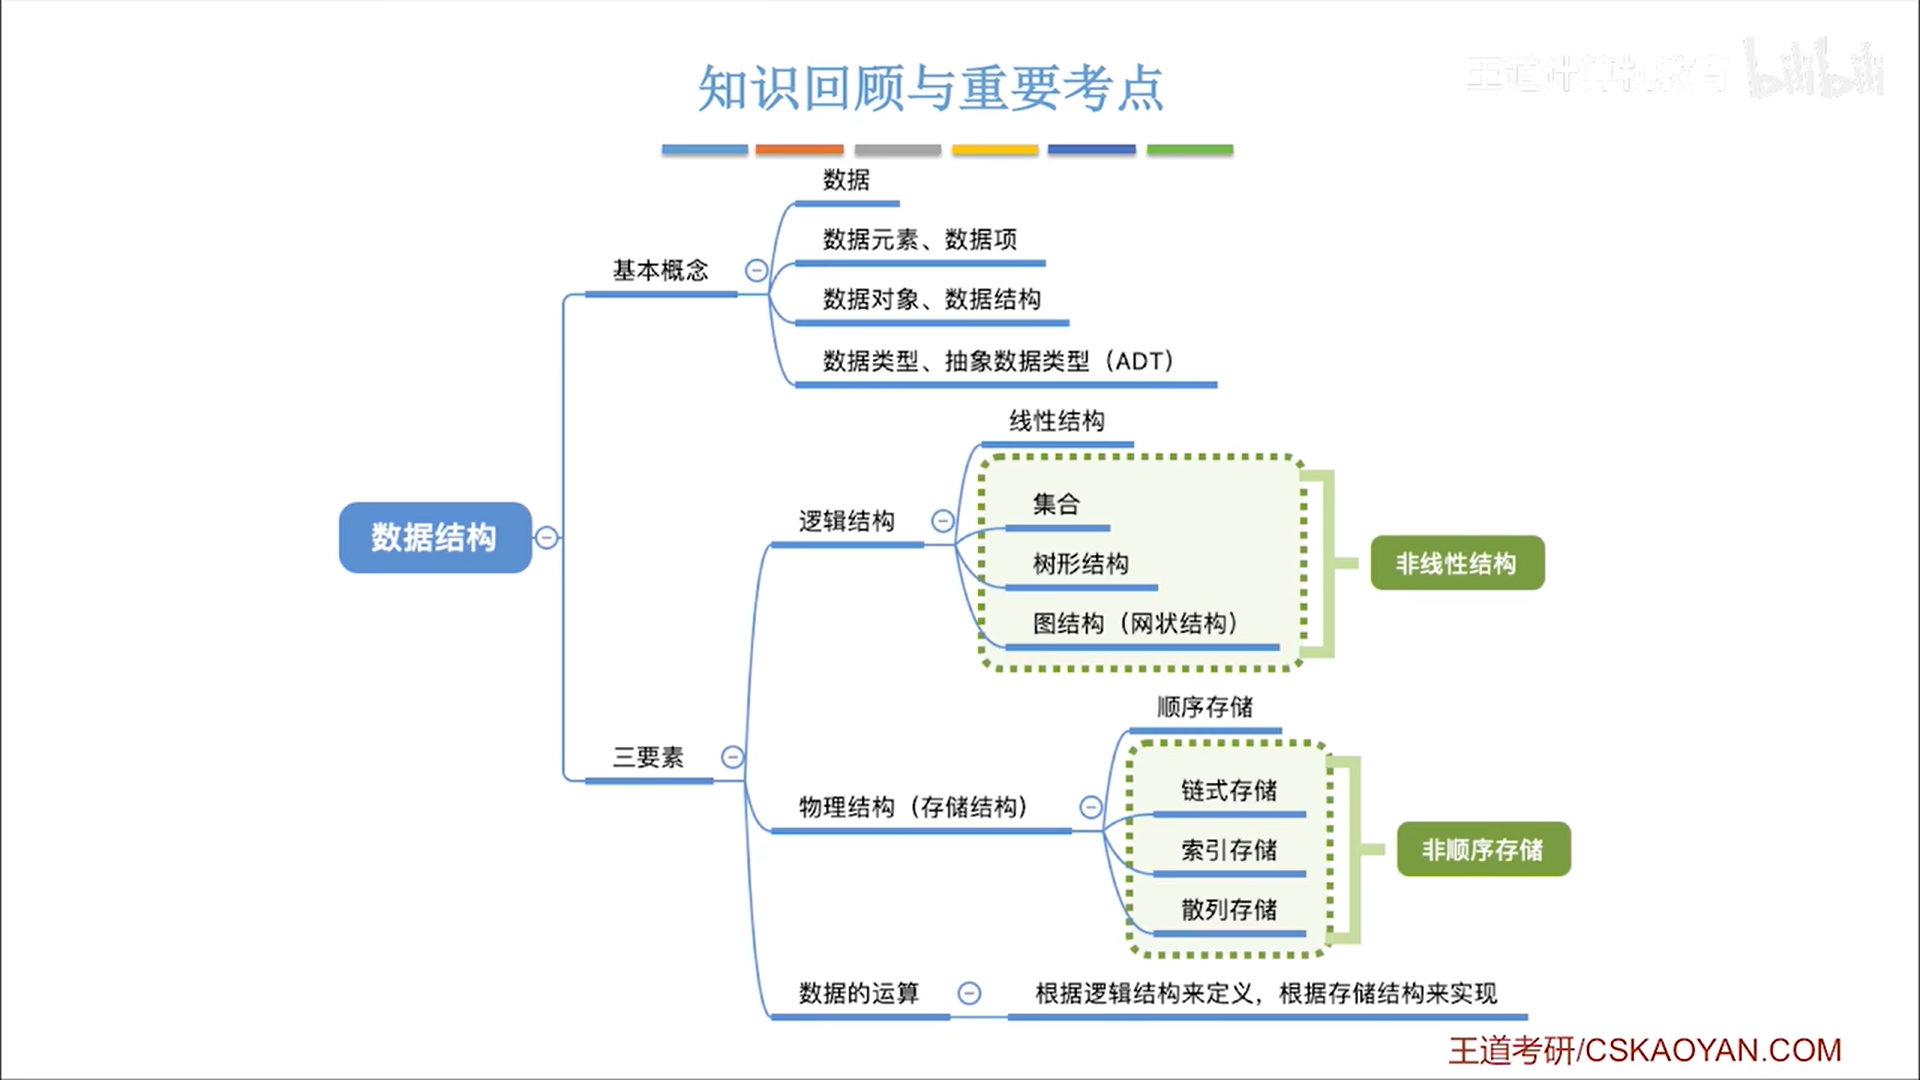 知识回顾与重要考点
王道计算机教育 bilibili
数据
数据元素、数据项
基本概念
数据对象、数据结构
数据类型、抽象数据类型（ADT）
线性结构
集合
逻辑结构
树形结构
非线性结构
图结构（网状结构）
数据结构
顺序存储
三要素
链式存储
物理结构（存储结构）
索引存储
非顺序存储
散列存储
数据的运算
根据逻辑结构来定义，根据存储结构来实现
王道考研/CSKAOYAN.COM